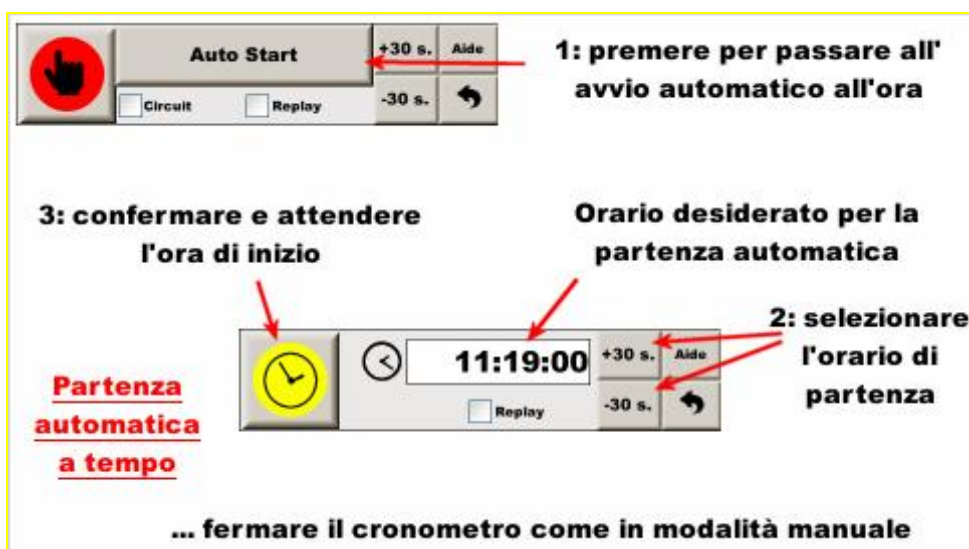 Auto Start
+30 s.
Aide
Circuit
Replay
-30 s.
1: premere per passare all'
avvio automatico all'ora
3: confermare e attendere
l'ora di inizio
Orario desiderato per la
partenza automatica
2: selezionare
l'orario di
partenza
11:19:00
+30 s.
Aide
Replay
-30 s.
Partenza
automatica
a tempo
... fermare il cronometro come in modalità manuale